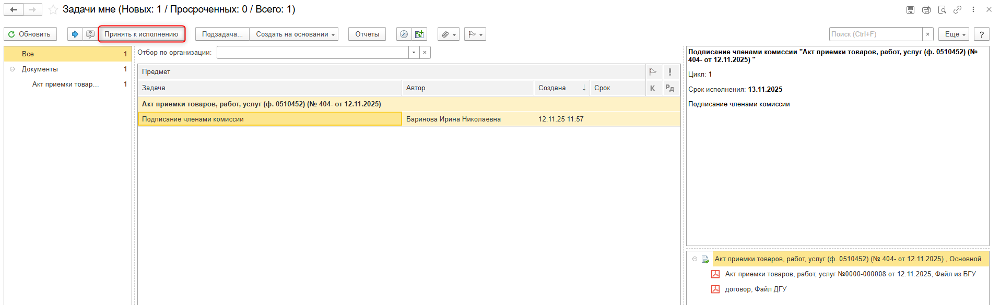 Задачи мне (Новых: 1 / Просроченных: 0 / Всего: 1)
Обновить
Принять к исполнению
Подзадача...
Создать на основании
Отчеты
Поиск (Ctrl+F)
×
Еще
?
Все 1
Документы 1
Акт приемки товар... 1
Отбор по организации:
×
Предмет
Задача Автор Создана ↓ Срок К Рд
Акт приемки товаров, работ, услуг (ф. 0510452) (№ 404- от 12.11.2025)
Подписание членами комиссии Баринова Ирина Николаевна 12.11.25 11:57
Подписание членами комиссии "Акт приемки товаров, работ, услуг (ф. 0510452) (№
404- от 12.11.2025) "
Цикл: 1
Срок исполнения: 13.11.2025
Подписание членами комиссии
Акт приемки товаров, работ, услуг (ф. 0510452) (№ 404- от 12.11.2025) , Основной
Акт приемки товаров, работ, услуг №0000-000008 от 12.11.2025, Файл из БГУ
договор, Файл ДГУ